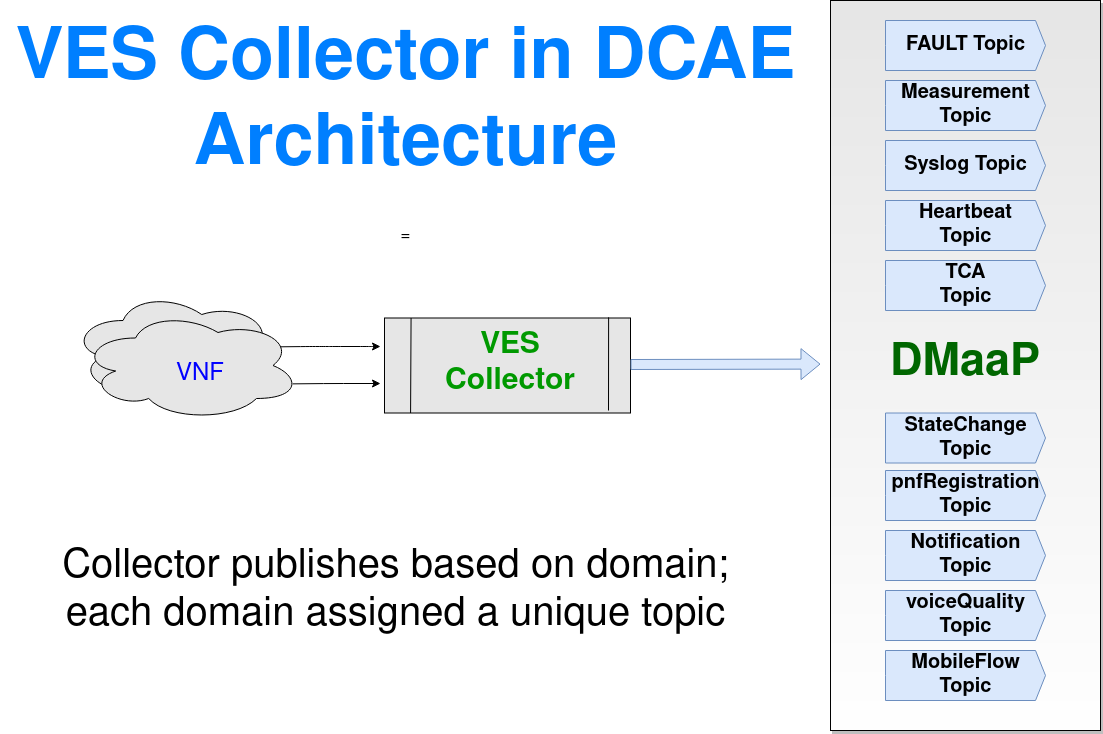 VES Collector in DCAE
Architecture
=
VNF
VES
Collector
Collector publishes based on domain;
each domain assigned a unique topic
FAULT Topic
Measurement
Topic
Syslog Topic
Heartbeat
Topic
TCA
Topic
DMaaP
StateChange
Topic
pnfRegistration
Topic
Notification
Topic
voiceQuality
Topic
MobileFlow
Topic